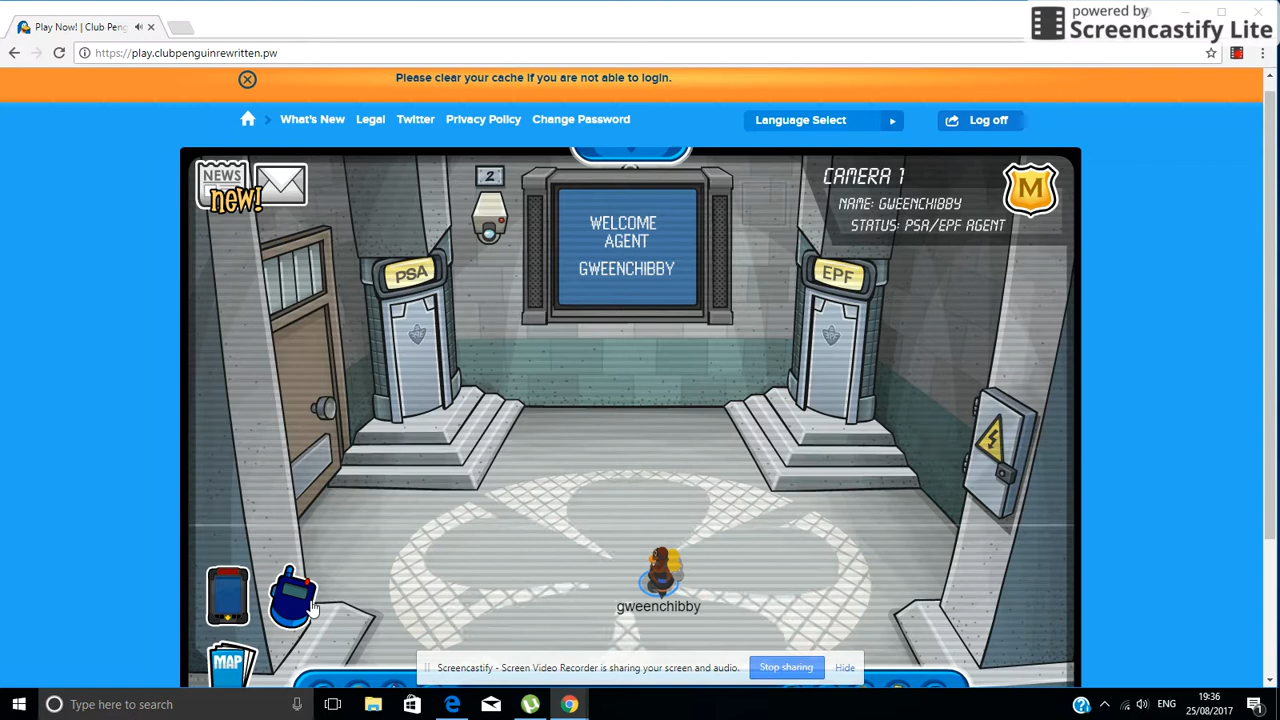 Play Now! | Club Peng
powered by
Screencastify Lite
https://play.clubpenguinrewritten.pw
Please clear your cache if you are not able to login.
What's New
Legal
Twitter
Privacy Policy
Change Password
Language Select
Log off
NEWS
new!
2
WELCOME
AGENT
GWEENCHIBBY
CAMERA 1
NAME: GWEENCHIBBY
STATUS: PSA/EPF AGENT
M
PSA
EPF
gweenchibby
MAP
Screencastify - Screen Video Recorder is sharing your screen and audio.
Stop sharing
Hide
Type here to search
ENG
19:36
25/08/2017